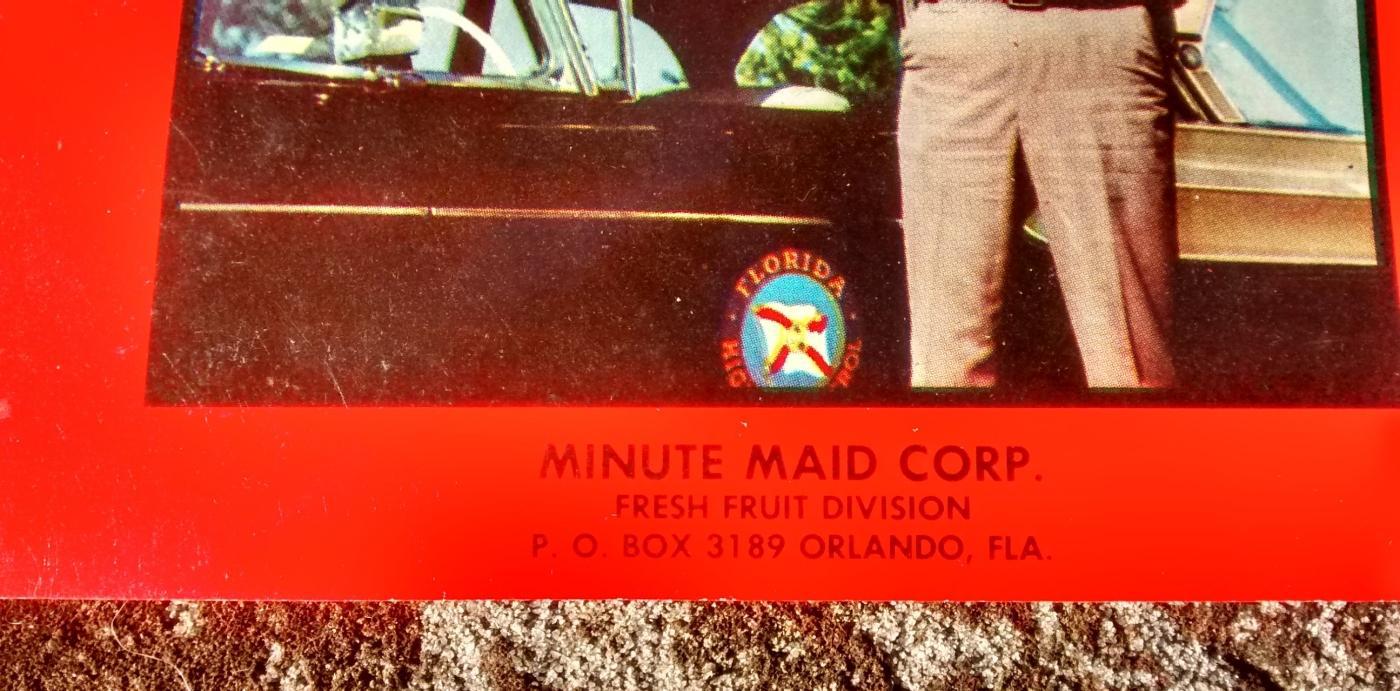 FLORIDA
MINUTE MAID CORP.
FRESH FRUIT DIVISION
P. O. BOX 3189 ORLANDO, FLA.